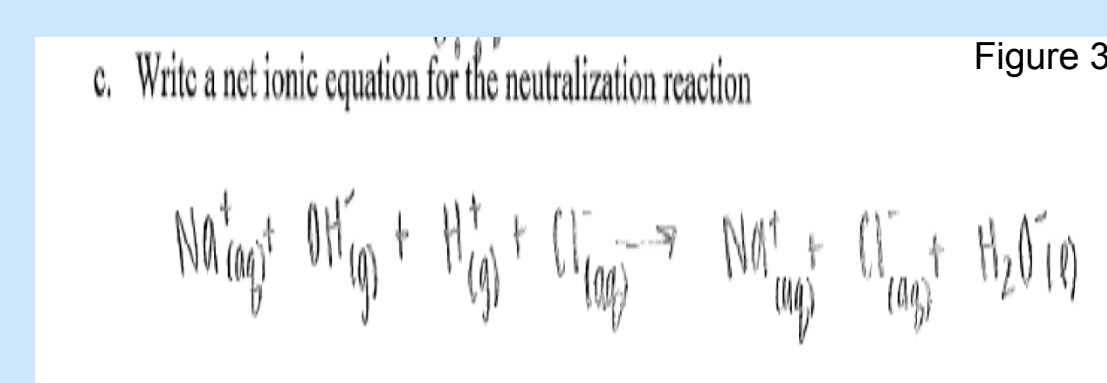 Figure 3
c. Write a net ionic equation for the neutralization reaction
Na⁺(aq) + OH⁻(g) + H⁺(g) + Cl⁻(aq) → Na⁺(aq) + Cl⁻(aq) + H₂O⁻(l)